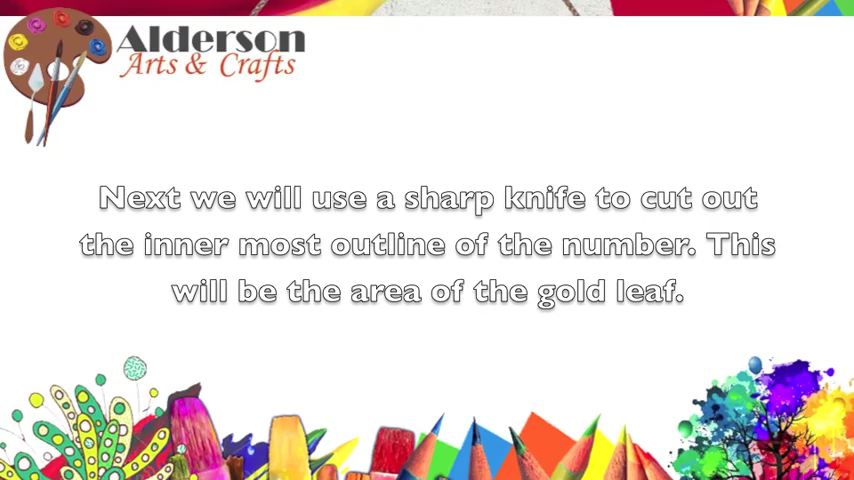 Alderson
Arts & Crafts
Next we will use a sharp knife to cut out
the inner most outline of the number. This
will be the area of the gold leaf.